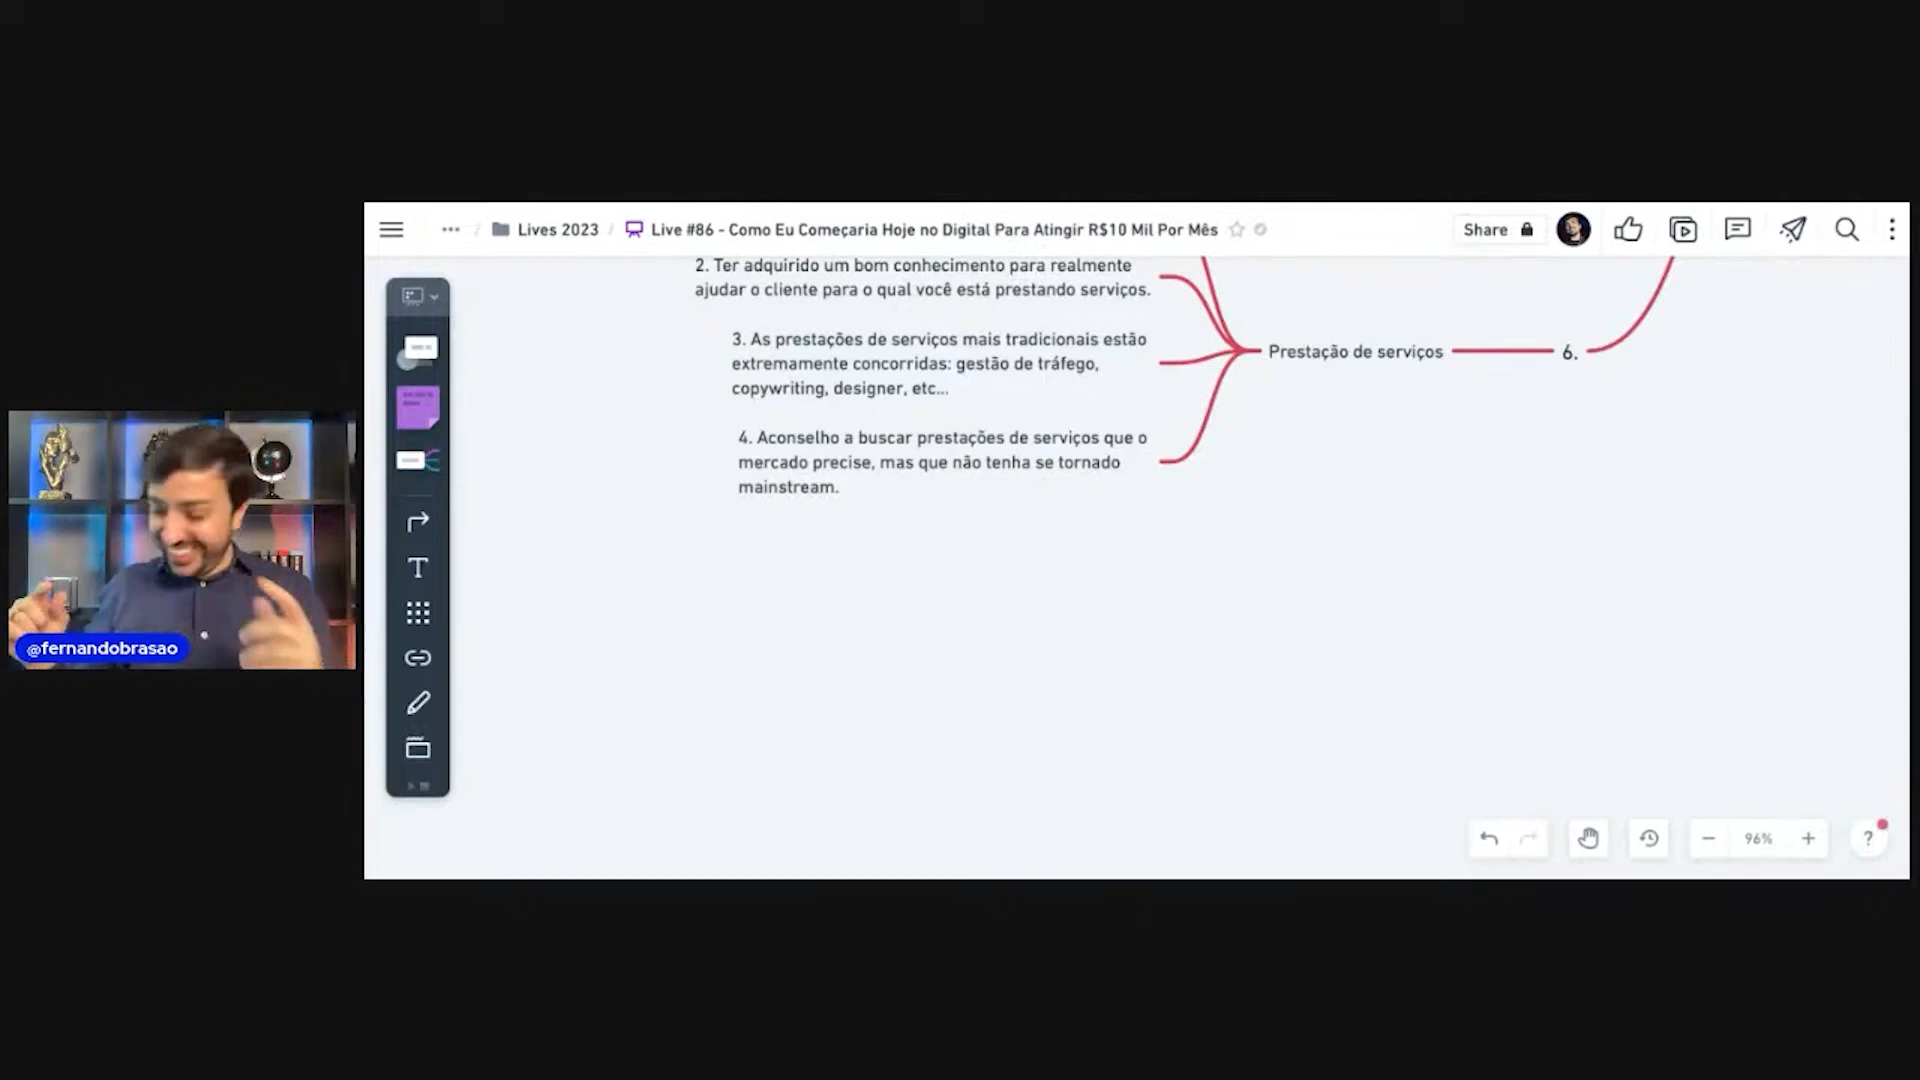 ... / Lives 2023 / Live #86 - Como Eu Começaria Hoje no Digital Para Atingir R$10 Mil Por Mês
Share
2. Ter adquirido um bom conhecimento para realmente
ajudar o cliente para o qual você está prestando serviços.
3. As prestações de serviços mais tradicionais estão
extremamente concorridas: gestão de tráfego,
copywriting, designer, etc...
4. Aconselho a buscar prestações de serviços que o
mercado precise, mas que não tenha se tornado
mainstream.
Prestação de serviços
6.
@fernandobrasao
T
96%
?